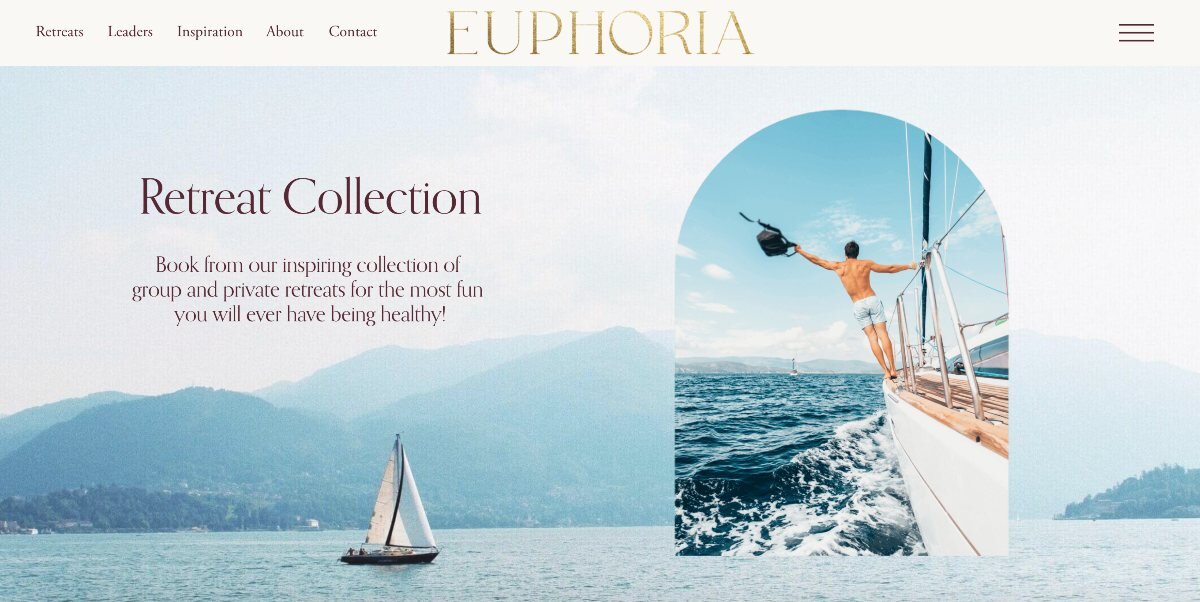 Retreats
Leaders
Inspiration
About
Contact
EUPHORIA
Retreat Collection
Book from our inspiring collection of
group and private retreats for the most fun
you will ever have being healthy!